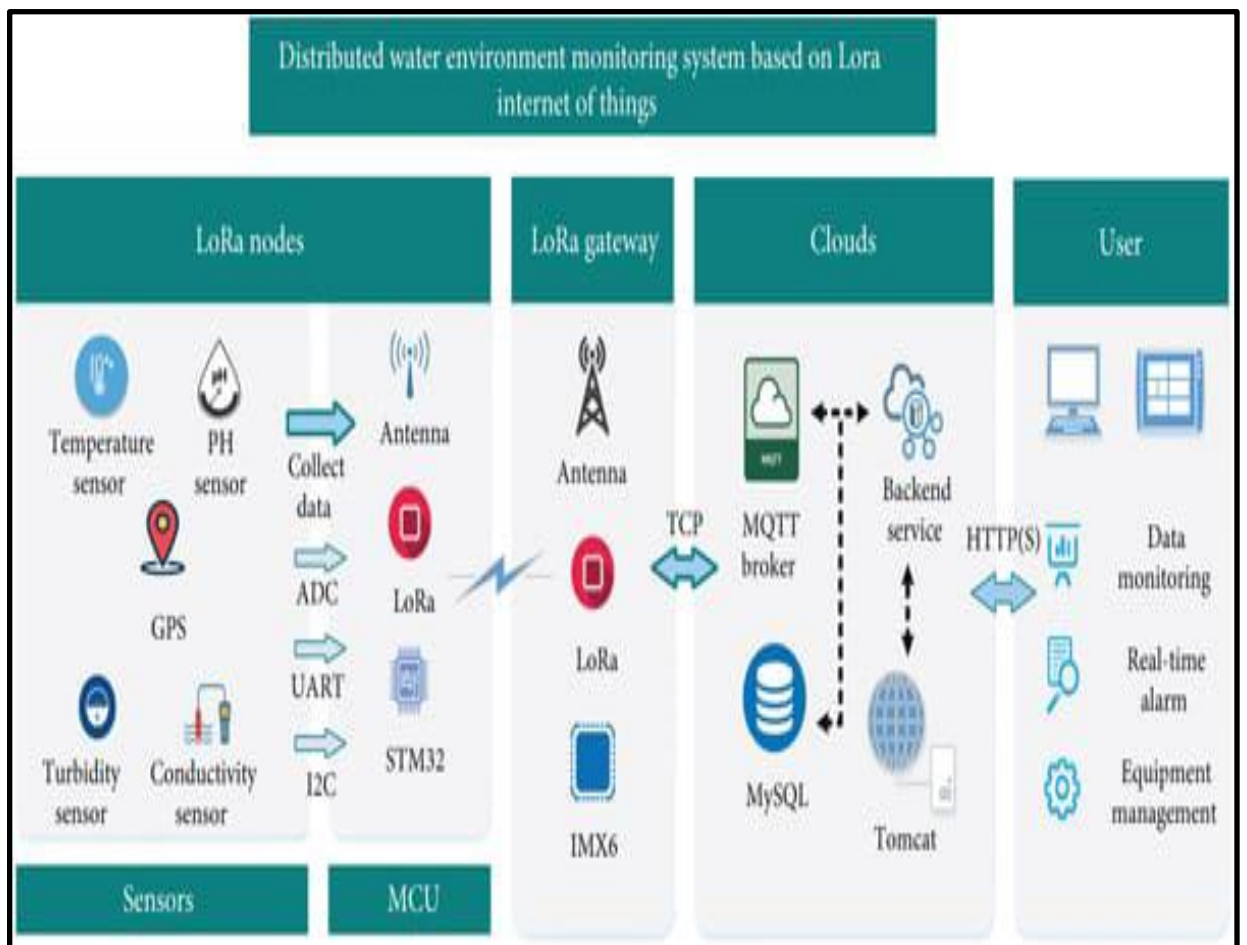 Distributed water environment monitoring system based on Lora
internet of things
LoRa nodes
LoRa gateway
Clouds
User
Temperature
sensor
PH
sensor
GPS
Turbidity
sensor
Conductivity
sensor
Collect
data
ADC
UART
I2C
Antenna
LoRa
STM32
Antenna
LoRa
IMX6
TCP
MQTT
MQTT
broker
MySQL
Backend
service
Tomcat
HTTP(S)
Data
monitoring
Real-time
alarm
Equipment
management
Sensors
MCU